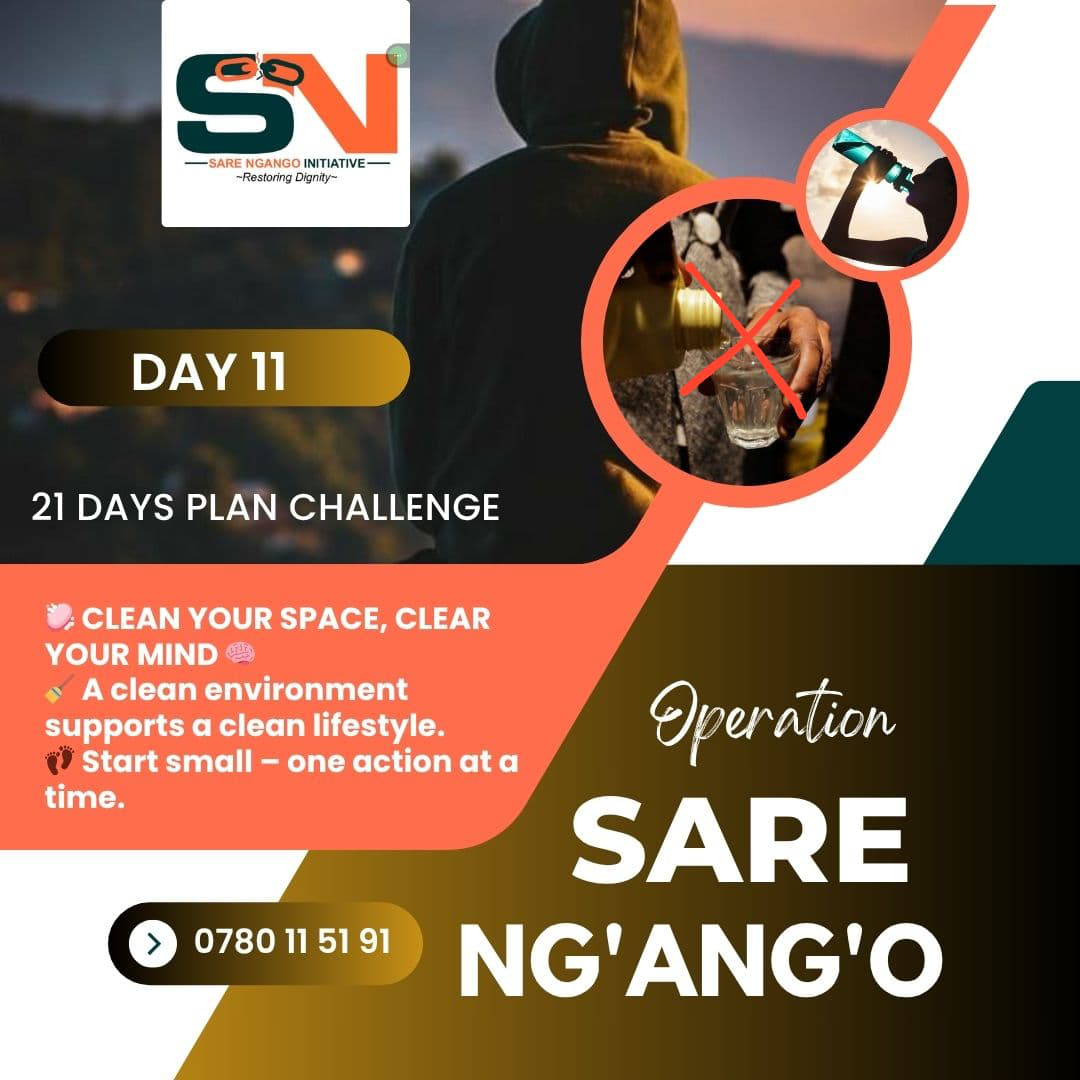 SN
SARE NGANGO INITIATIVE
~Restoring Dignity~
DAY 11
21 DAYS PLAN CHALLENGE
🧼 CLEAN YOUR SPACE, CLEAR
YOUR MIND 🧠
🧹 A clean environment
supports a clean lifestyle.
👣 Start small – one action at a
time.
Operation
SARE
NG'ANG'O
0780 11 51 91